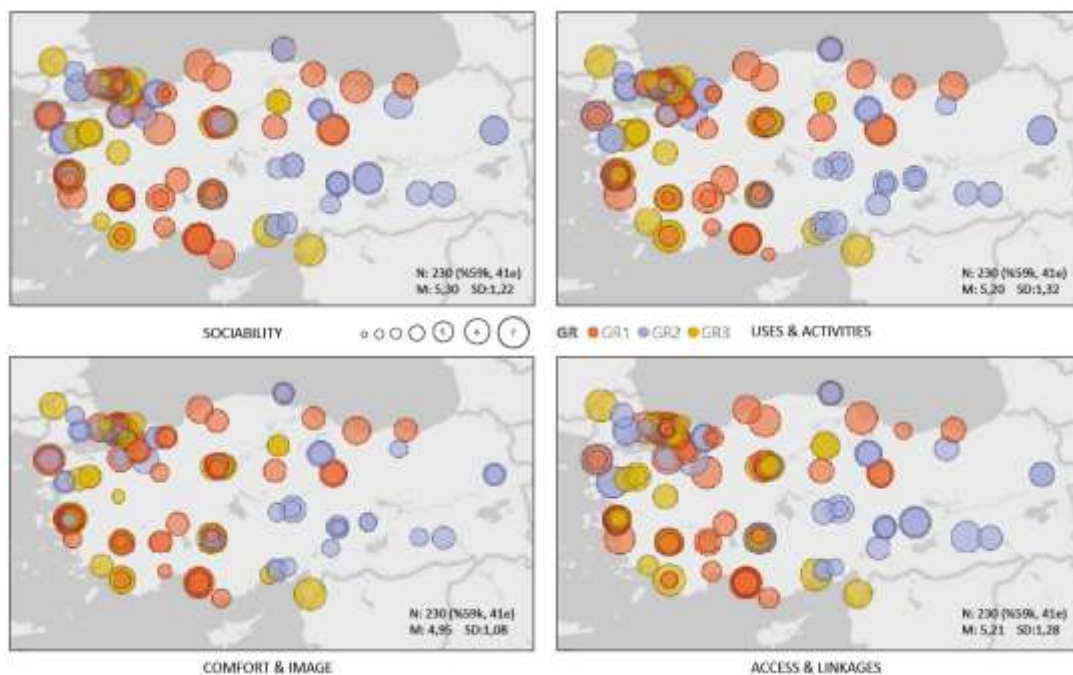 N: 230 (%59k, 41e)
M: 5,30 SD:1,22
N: 230 (%59k, 41e)
M: 5,20 SD:1,32
SOCIABILITY
GR GR1 GR2 GR3 USES & ACTIVITIES
N: 230 (%59k, 41e)
M: 4,95 SD:1,08
N: 230 (%59k, 41e)
M: 5,21 SD:1,28
COMFORT & IMAGE
ACCESS & LINKAGES